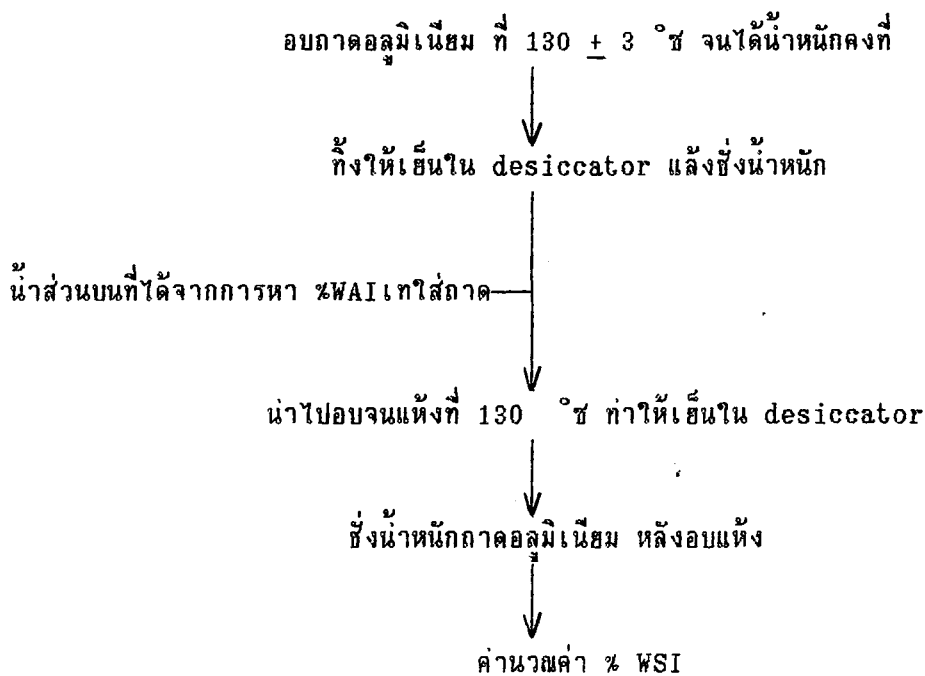 อบถาดอลูมิเนียม ที่ 130 ± 3 °ซ จนได้น้ำหนักคงที่
ทิ้งให้เย็นใน desiccator แล้งชั่งน้ำหนัก
น้ำส่วนบนที่ได้จากการหา %WAIเทใส่ถาด
นำไปอบจนแห้งที่ 130 °ซ ทำให้เย็นใน desiccator
ชั่งน้ำหนักถาดอลูมิเนียม หลังอบแห้ง
คำนวณค่า % WSI